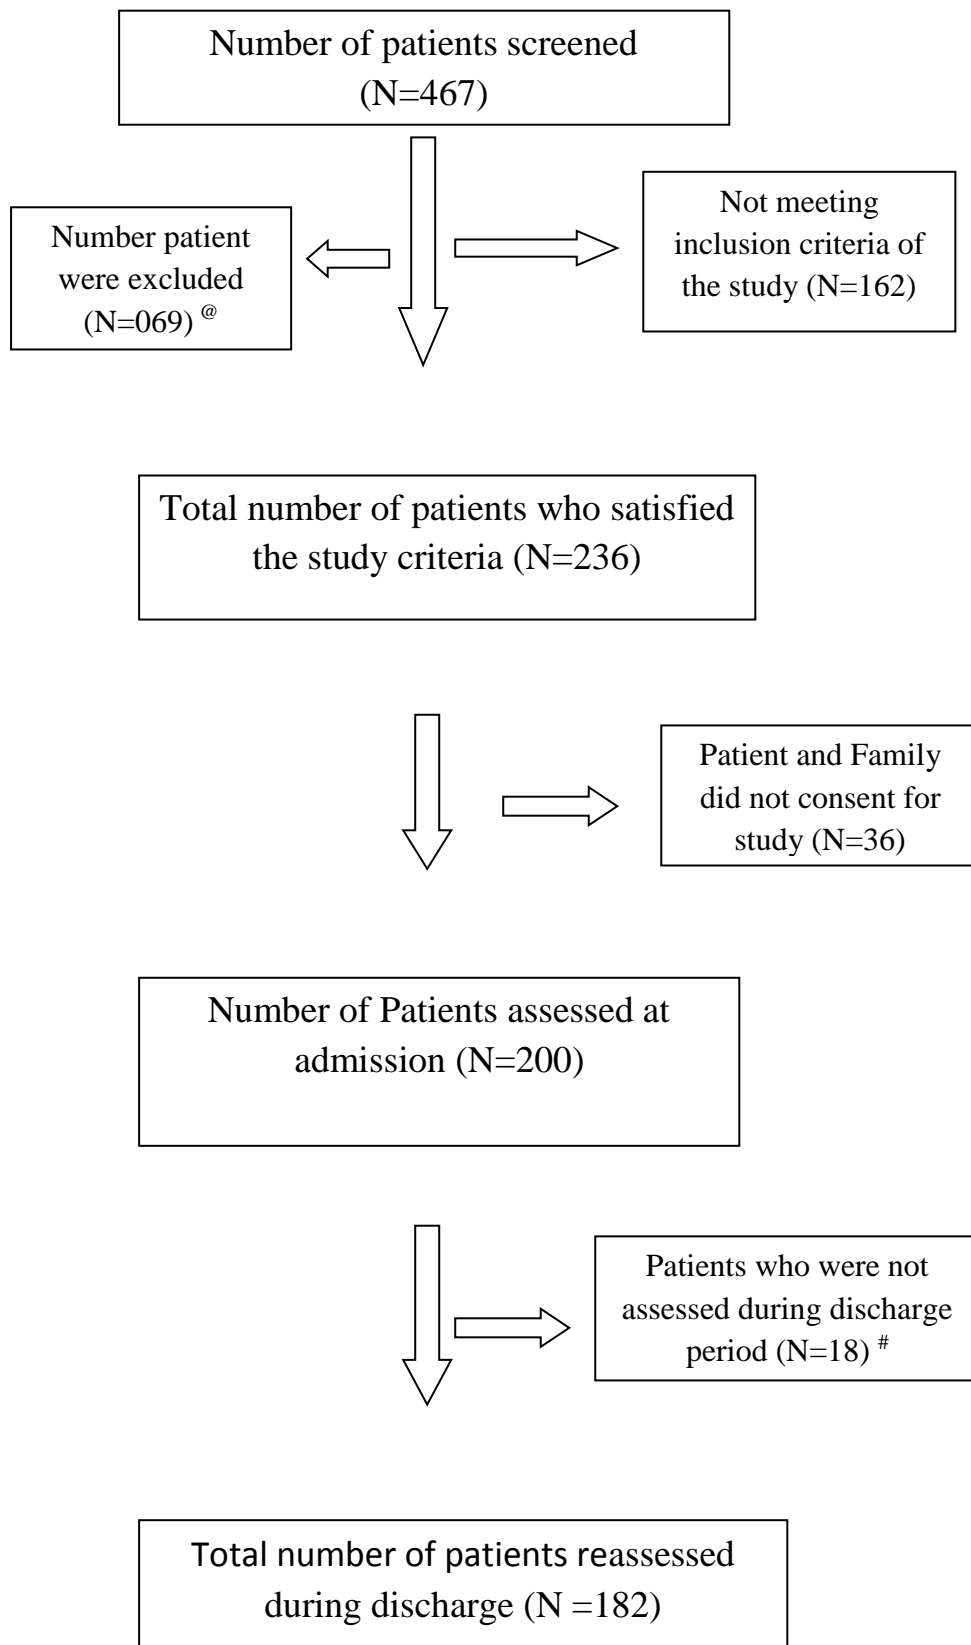 Number of patients screened
(N=467)
Number patient
were excluded
(N=069) @
Not meeting
inclusion criteria of
the study (N=162)
Total number of patients who satisfied
the study criteria (N=236)
Patient and Family
did not consent for
study (N=36)
Number of Patients assessed at
admission (N=200)
Patients who were not
assessed during discharge
period (N=18) #
Total number of patients reassessed
during discharge (N =182)